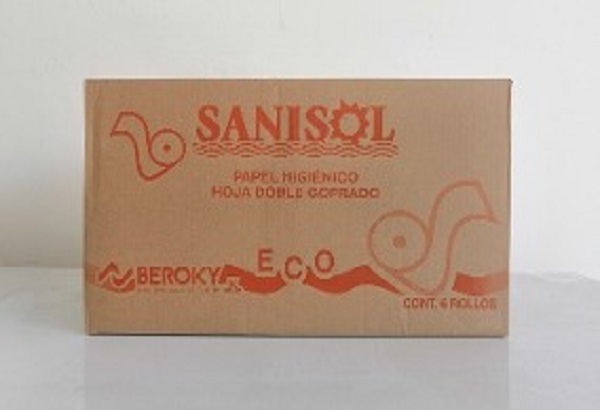 SANISOL
PAPEL HIGIÉNICO
HOJA DOBLE GOFRADO
ECO
BEROKY
CONT. 6 ROLLOS